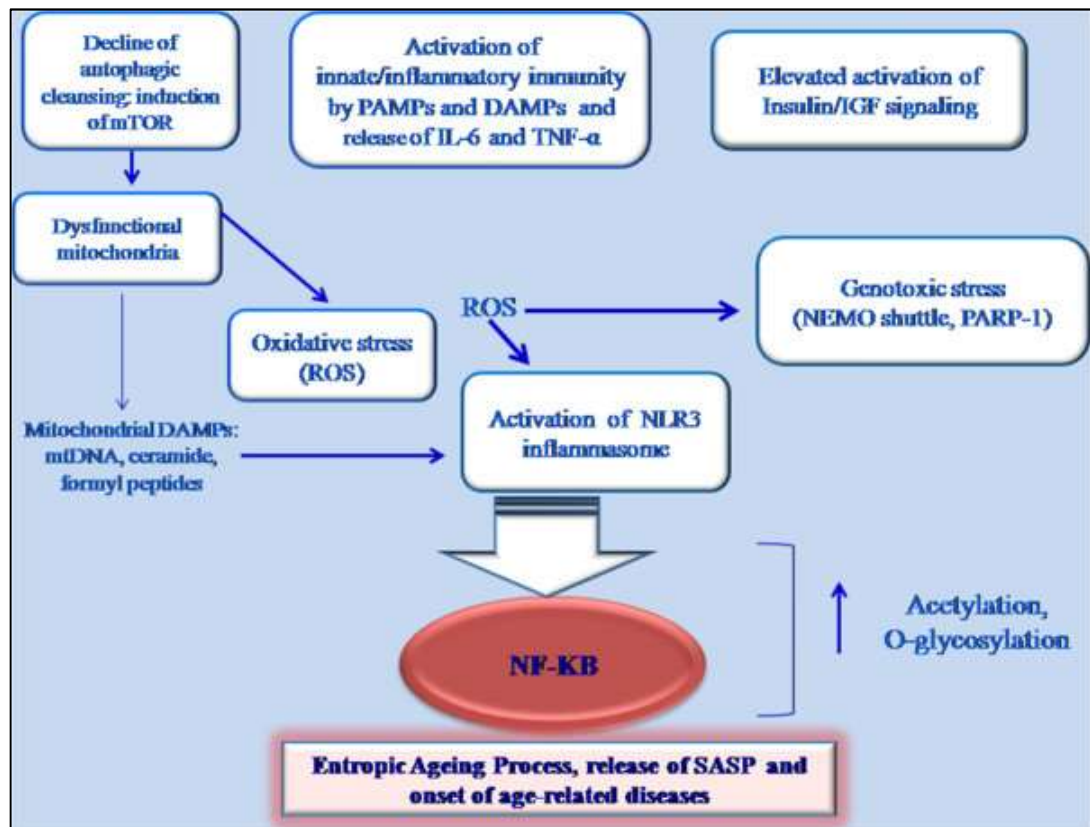 Decline of
antophagic
cleansing: induction
of mTOR
Activation of
innate/inflammatory immunity
by PAMPs and DAMPs and
release of IL-6 and TNF-α
Elevated activation of
Insulin/IGF signaling
Dysfunctional
mitochondria
Oxidative stress
(ROS)
ROS
Genotoxic stress
(NEMO shuttle, PARP-1)
Mitochondrial DAMPs:
mtDNA, ceramide,
formyl peptides
Activation of NLR3
inflammasome
Acetylation,
O-glycosylation
NF-KB
Entropic Ageing Process, release of SASP and
onset of age-related diseases